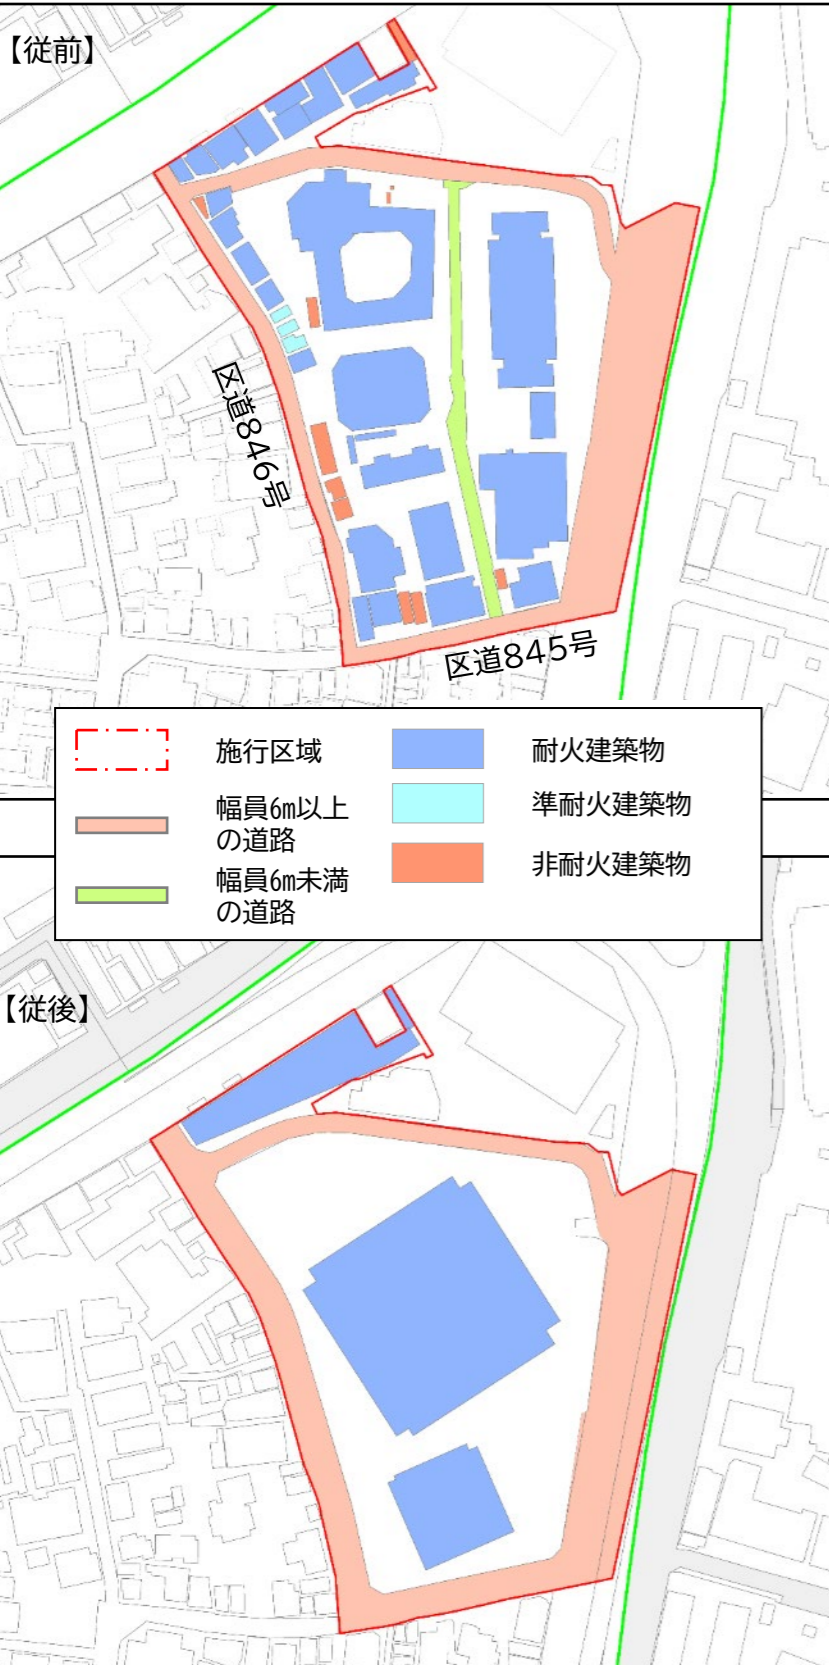 【従前】
区道846号
区道845号
施行区域
幅員6m以上
の道路
幅員6m未満
の道路
耐火建築物
準耐火建築物
非耐火建築物
【従後】